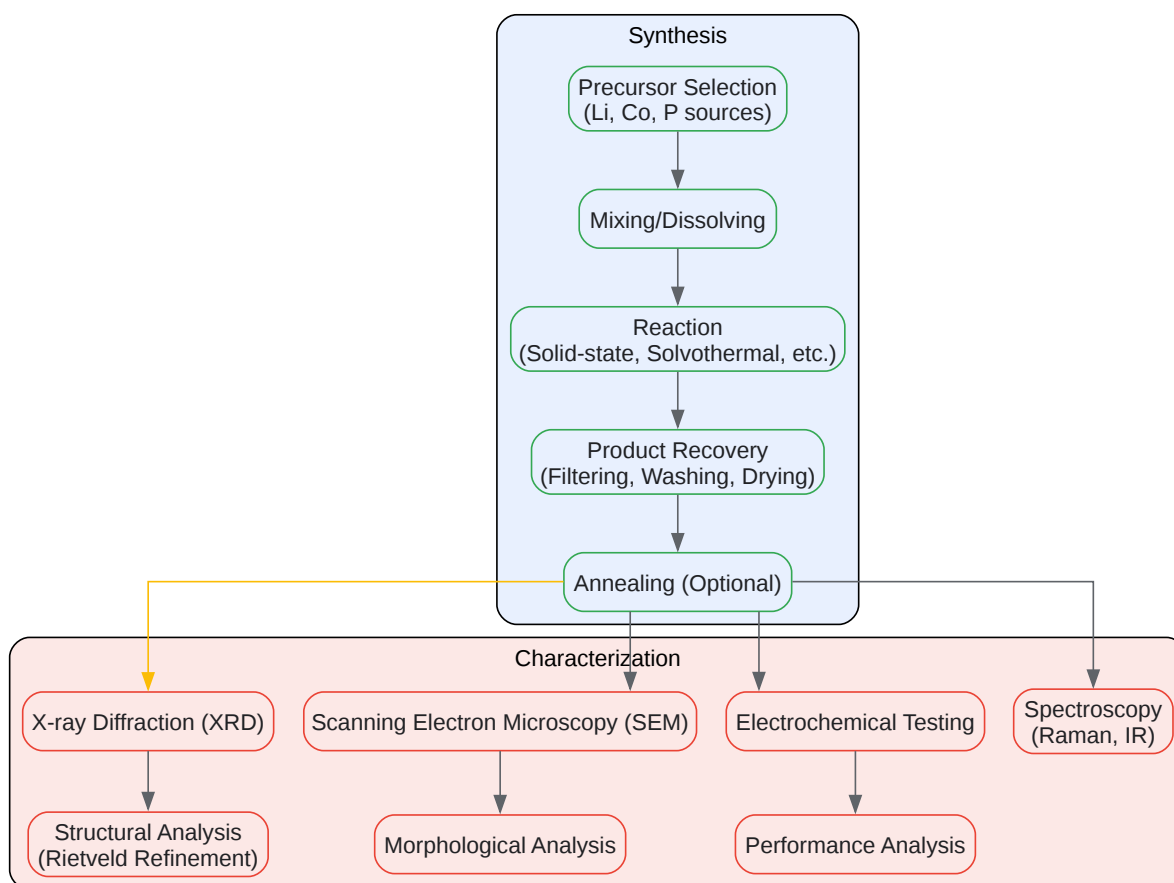 Synthesis
Precursor Selection
(Li, Co, P sources)
Mixing/Dissolving
Reaction
(Solid-state, Solvothermal, etc.)
Product Recovery
(Filtering, Washing, Drying)
Annealing (Optional)
Characterization
X-ray Diffraction (XRD)
Scanning Electron Microscopy (SEM)
Electrochemical Testing
Spectroscopy
(Raman, IR)
Structural Analysis
(Rietveld Refinement)
Morphological Analysis
Performance Analysis